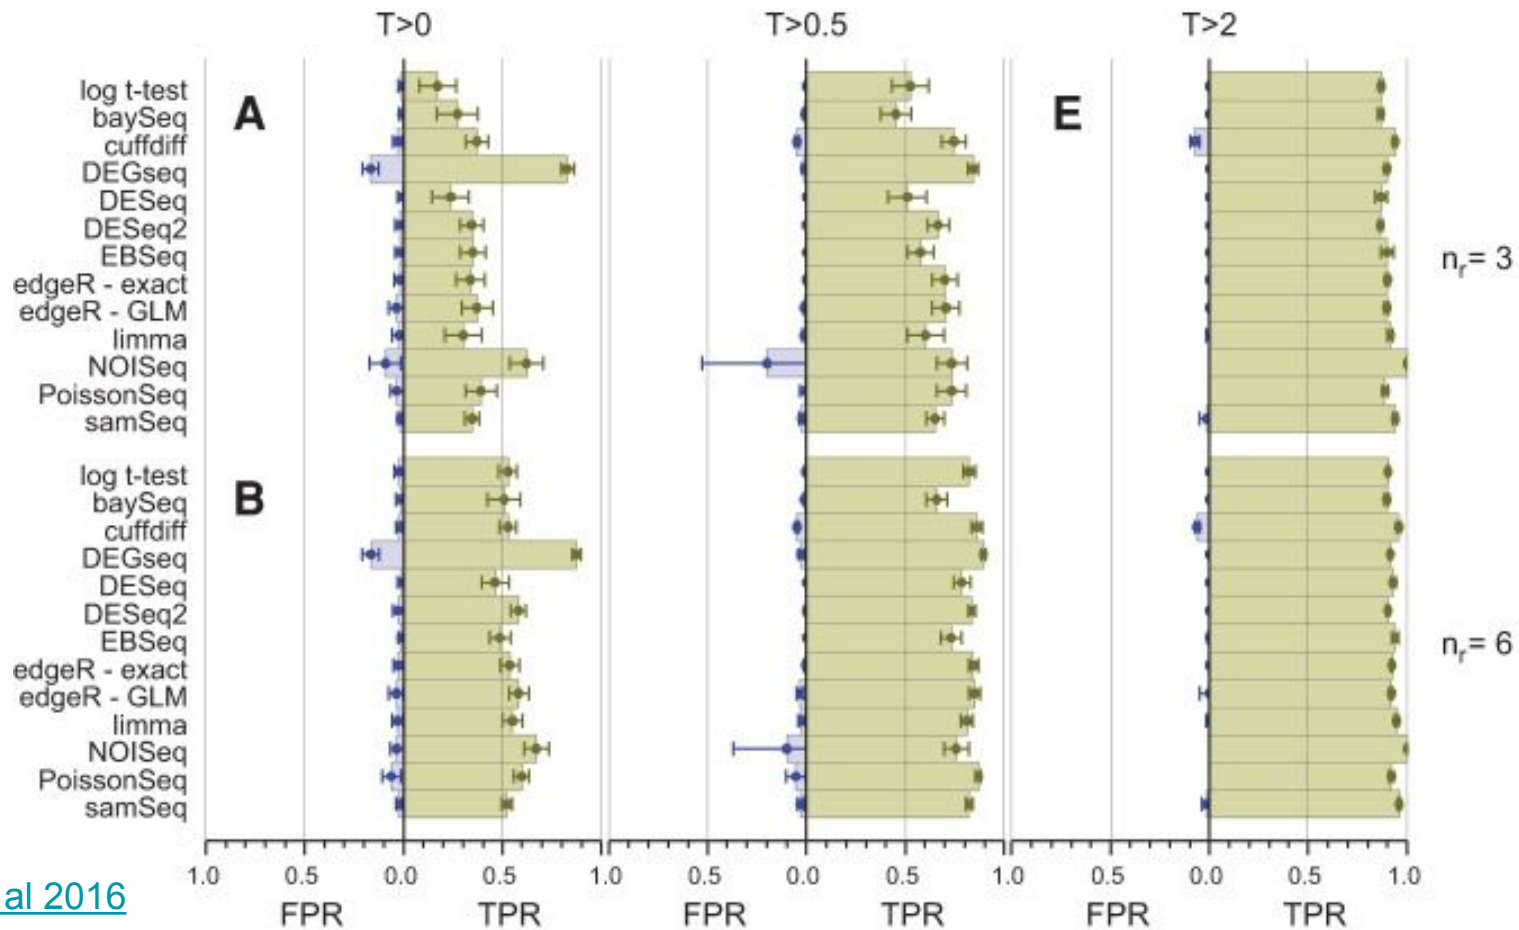 T>0 T>0.5 T>2
A E
log t-test
baySeq
cuffdiff
DEGseq
DESeq
DESeq2
EBSeq
edgeR - exact
edgeR - GLM
limma
NOISeq
PoissonSeq
samSeq
nr= 3
B
log t-test
baySeq
cuffdiff
DEGseq
DESeq
DESeq2
EBSeq
edgeR - exact
edgeR - GLM
limma
NOISeq
PoissonSeq
samSeq
nr= 6
1.0 0.5 0.0 0.5 1.0 0.5 0.0 0.5 1.0 0.5 0.0 0.5 1.0
FPR TPR FPR TPR FPR TPR
al 2016